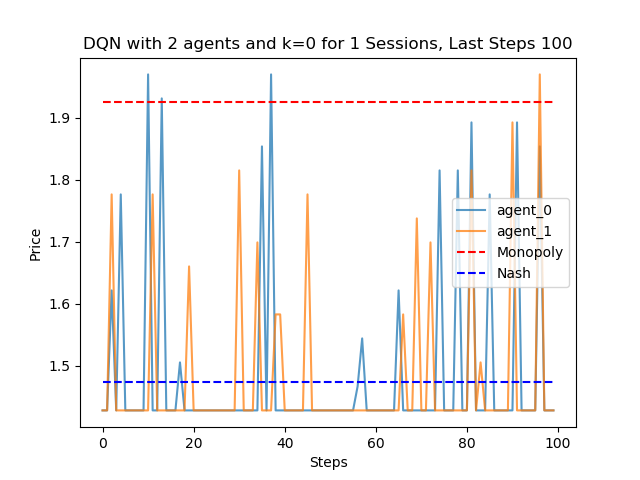 DQN with 2 agents and k=0 for 1 Sessions, Last Steps 100
1.9
1.8
1.7
1.6
1.5
Price
agent_0
agent_1
Monopoly
Nash
0 20 40 60 80 100
Steps